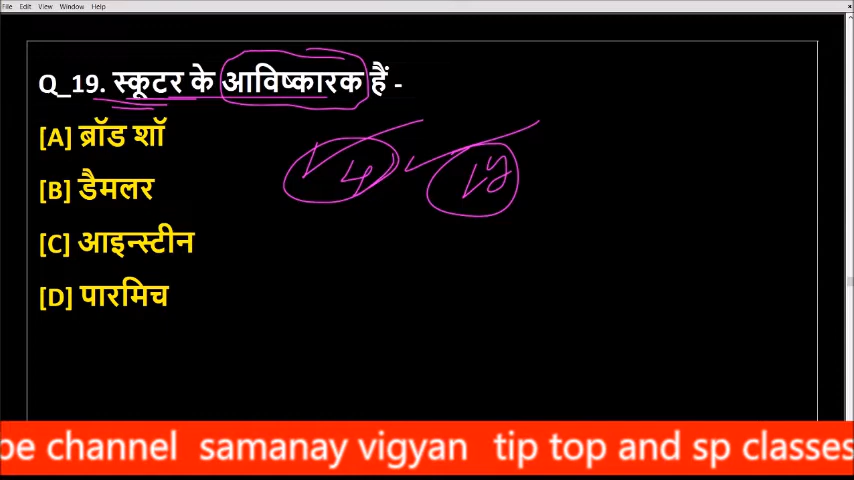 File Edit View Window Help
Q_19. स्कूटर के आविष्कारक हैं -
[A] ब्रॉड शॉ
[B] डैमलर
[C] आइन्स्टीन
[D] पारमिच
be channel samanay vigyan tip top and sp classes